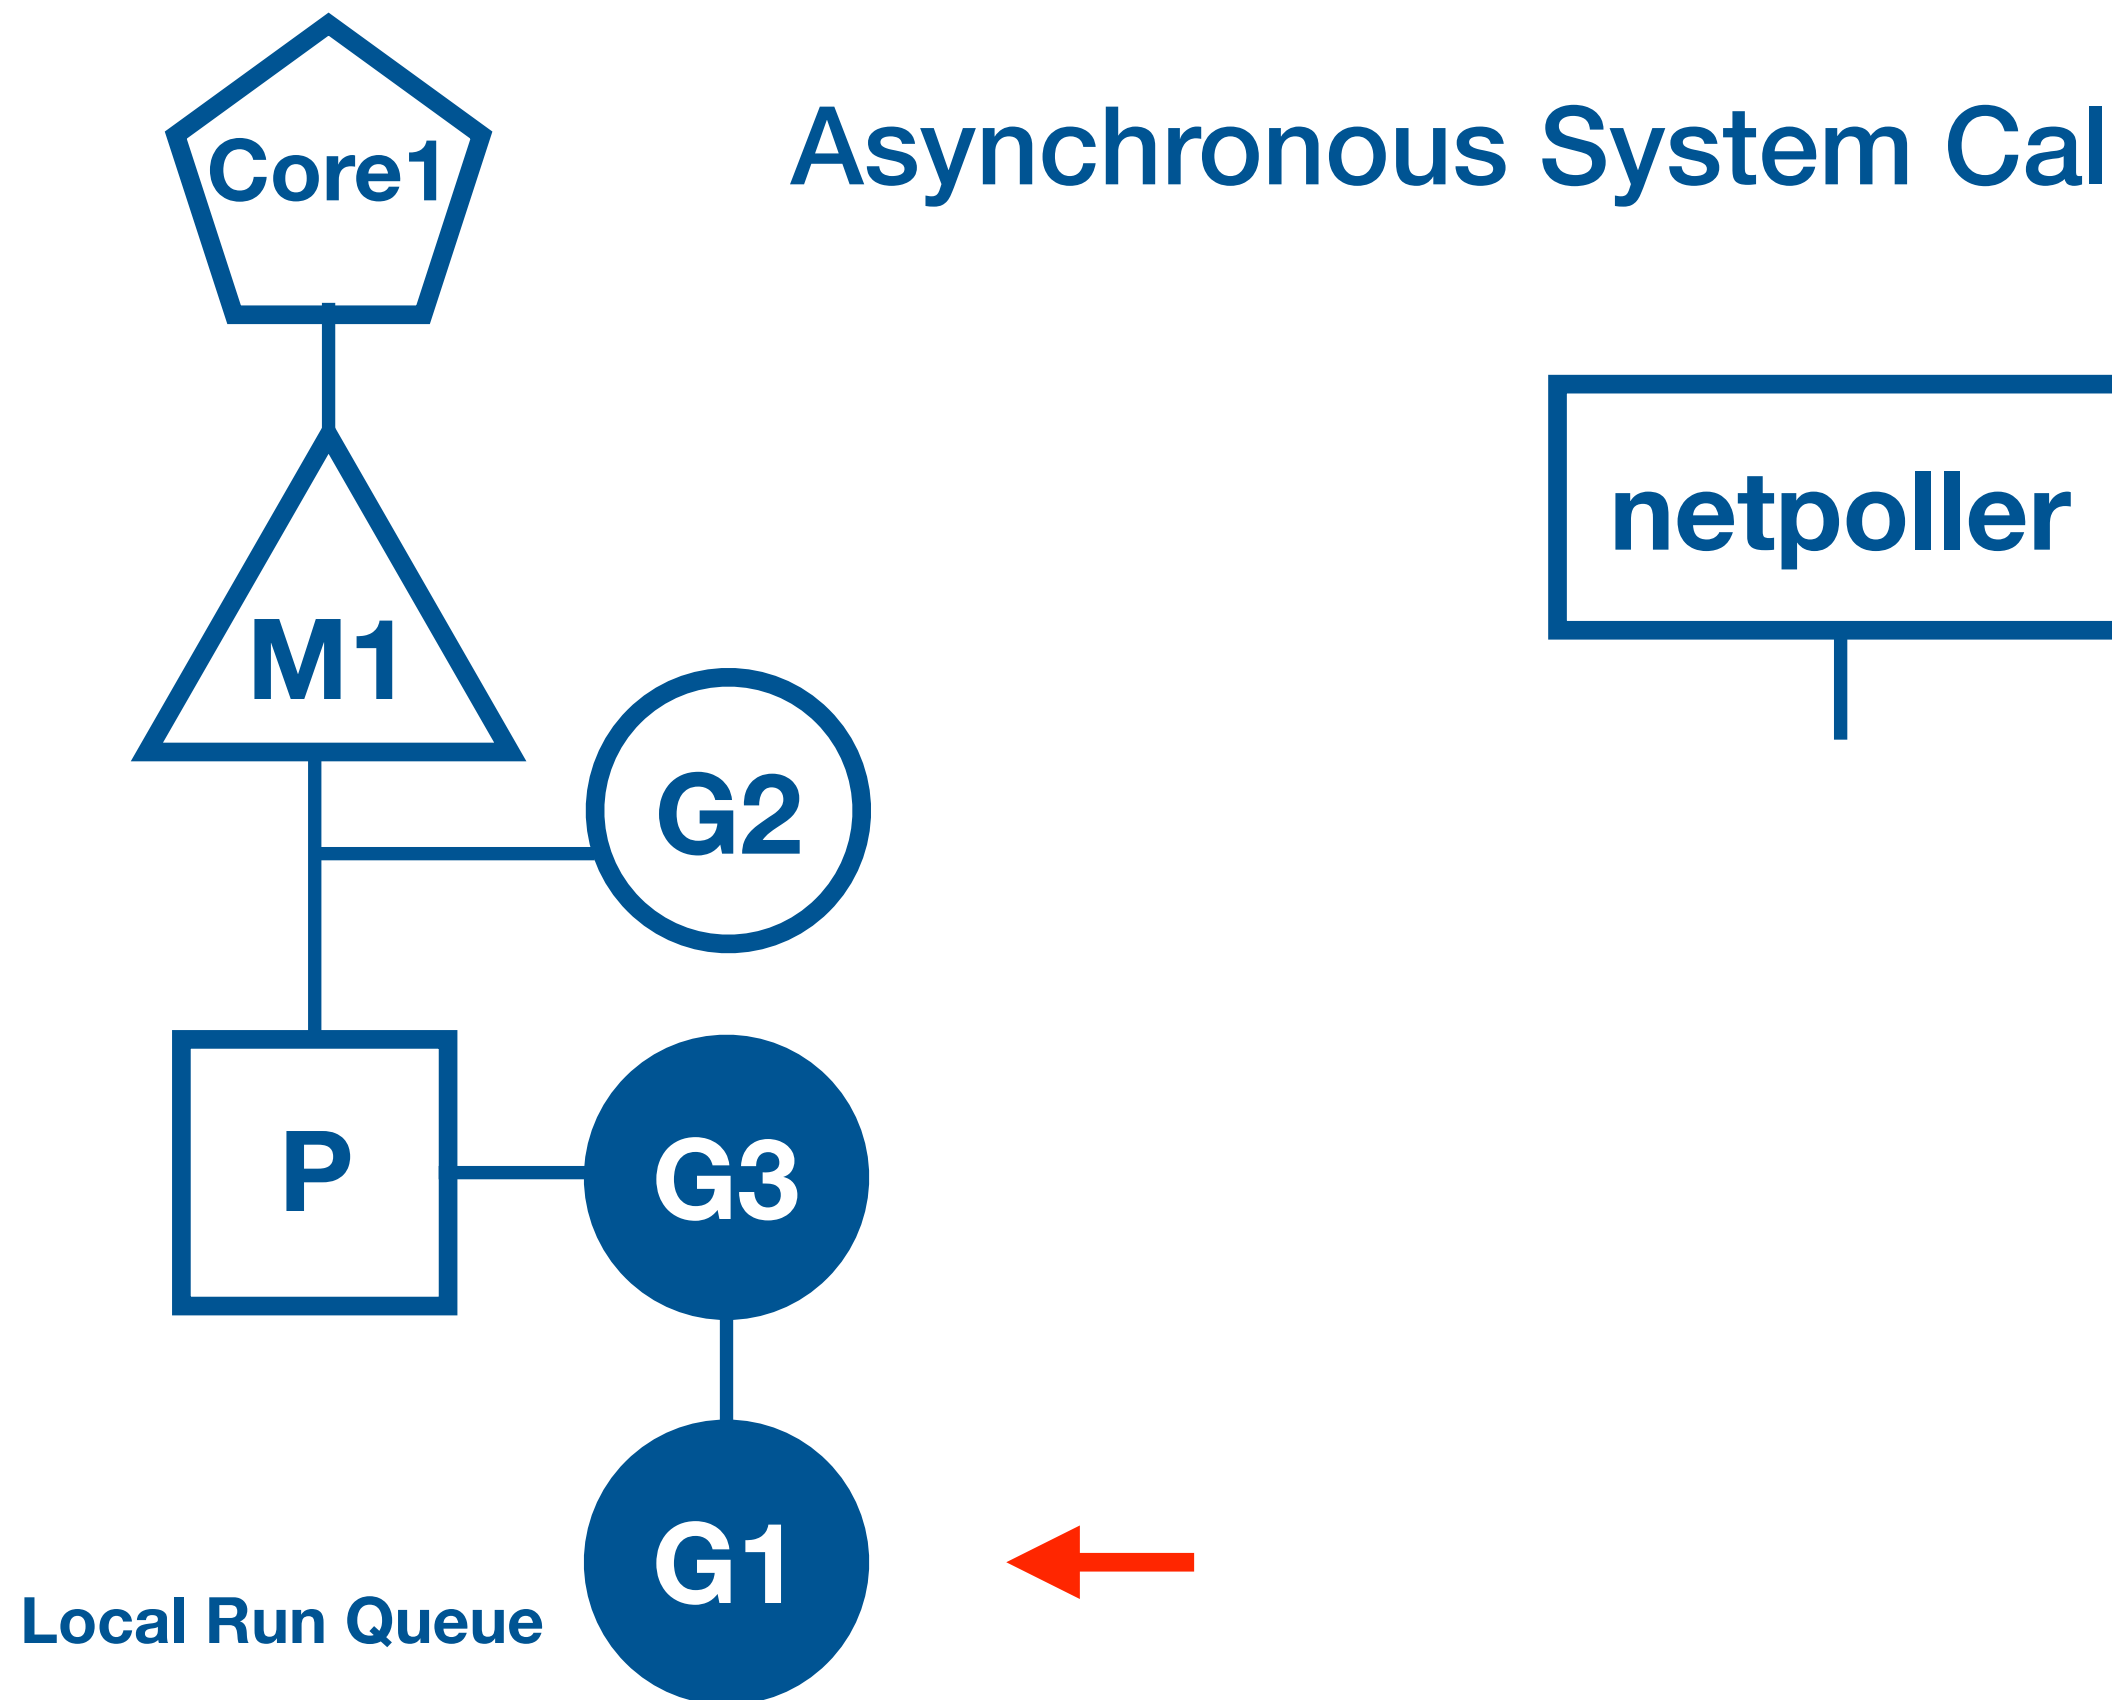 Core1
Asynchronous System Cal
netpoller
M1
G2
P
G3
G1
Local Run Queue